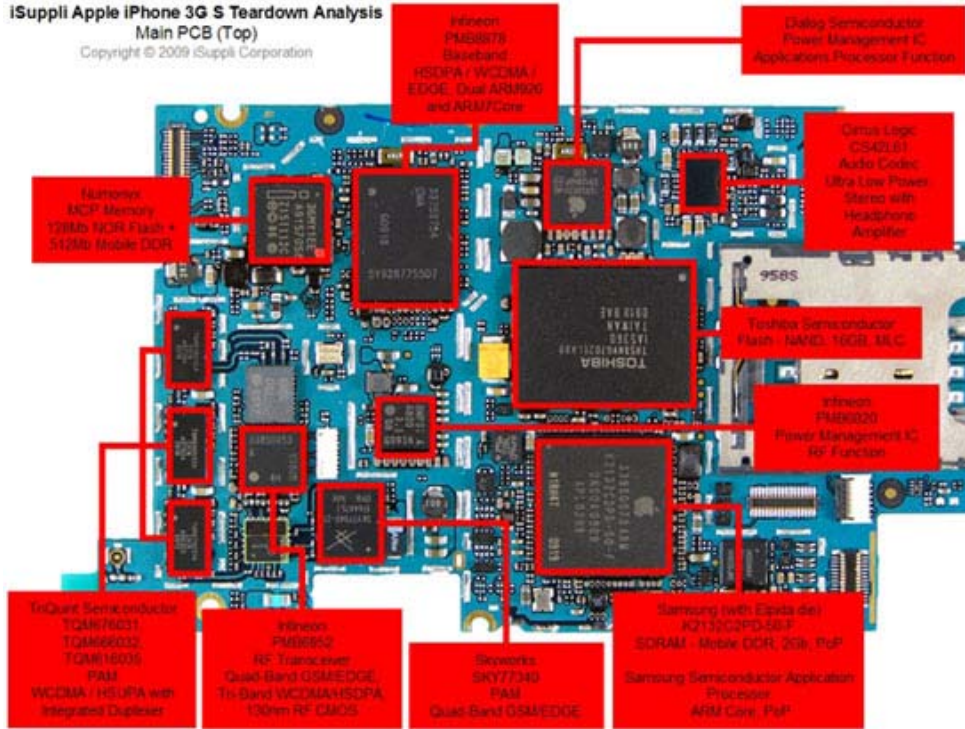 iSuppli Apple iPhone 3G S Teardown Analysis
Main PCB (Top)
Copyright © 2009 iSuppli Corporation
Infineon
PMB8878
Baseband
HSDPA / WCDMA /
EDGE, Dual ARM926
and ARM7Core
Dialog Semiconductor
Power Management IC
Applications Processor Function
Cirrus Logic
CS42L61
Audio Codec
Ultra Low Power,
Stereo with
Headphone
Amplifier
Numonyx
MCP Memory
128Mb NOR Flash +
512Mb Mobile DDR
958S
Toshiba Semiconductor
Flash - NAND, 16GB, MLC
TOSHIBA
TAIWAN
Infineon
PMB6820
Power Management IC
RF Function
TriQuint Semiconductor
TQM676031,
TQM666032,
TQM616035
PAM
WCDMA / HSUPA with
Integrated Duplexer
Infineon
PMB6952
RF Transceiver
Quad-Band GSM/EDGE,
Tri-Band WCDMA/HSDPA,
130nm RF CMOS
Skyworks
SKY77340
PAM
Quad-Band GSM/EDGE
Samsung (with Elpida die)
K2132C2PD-50-F
SDRAM - Mobile DDR, 2Gb, PoP
Samsung Semiconductor Application
Processor
ARM Core, PoP